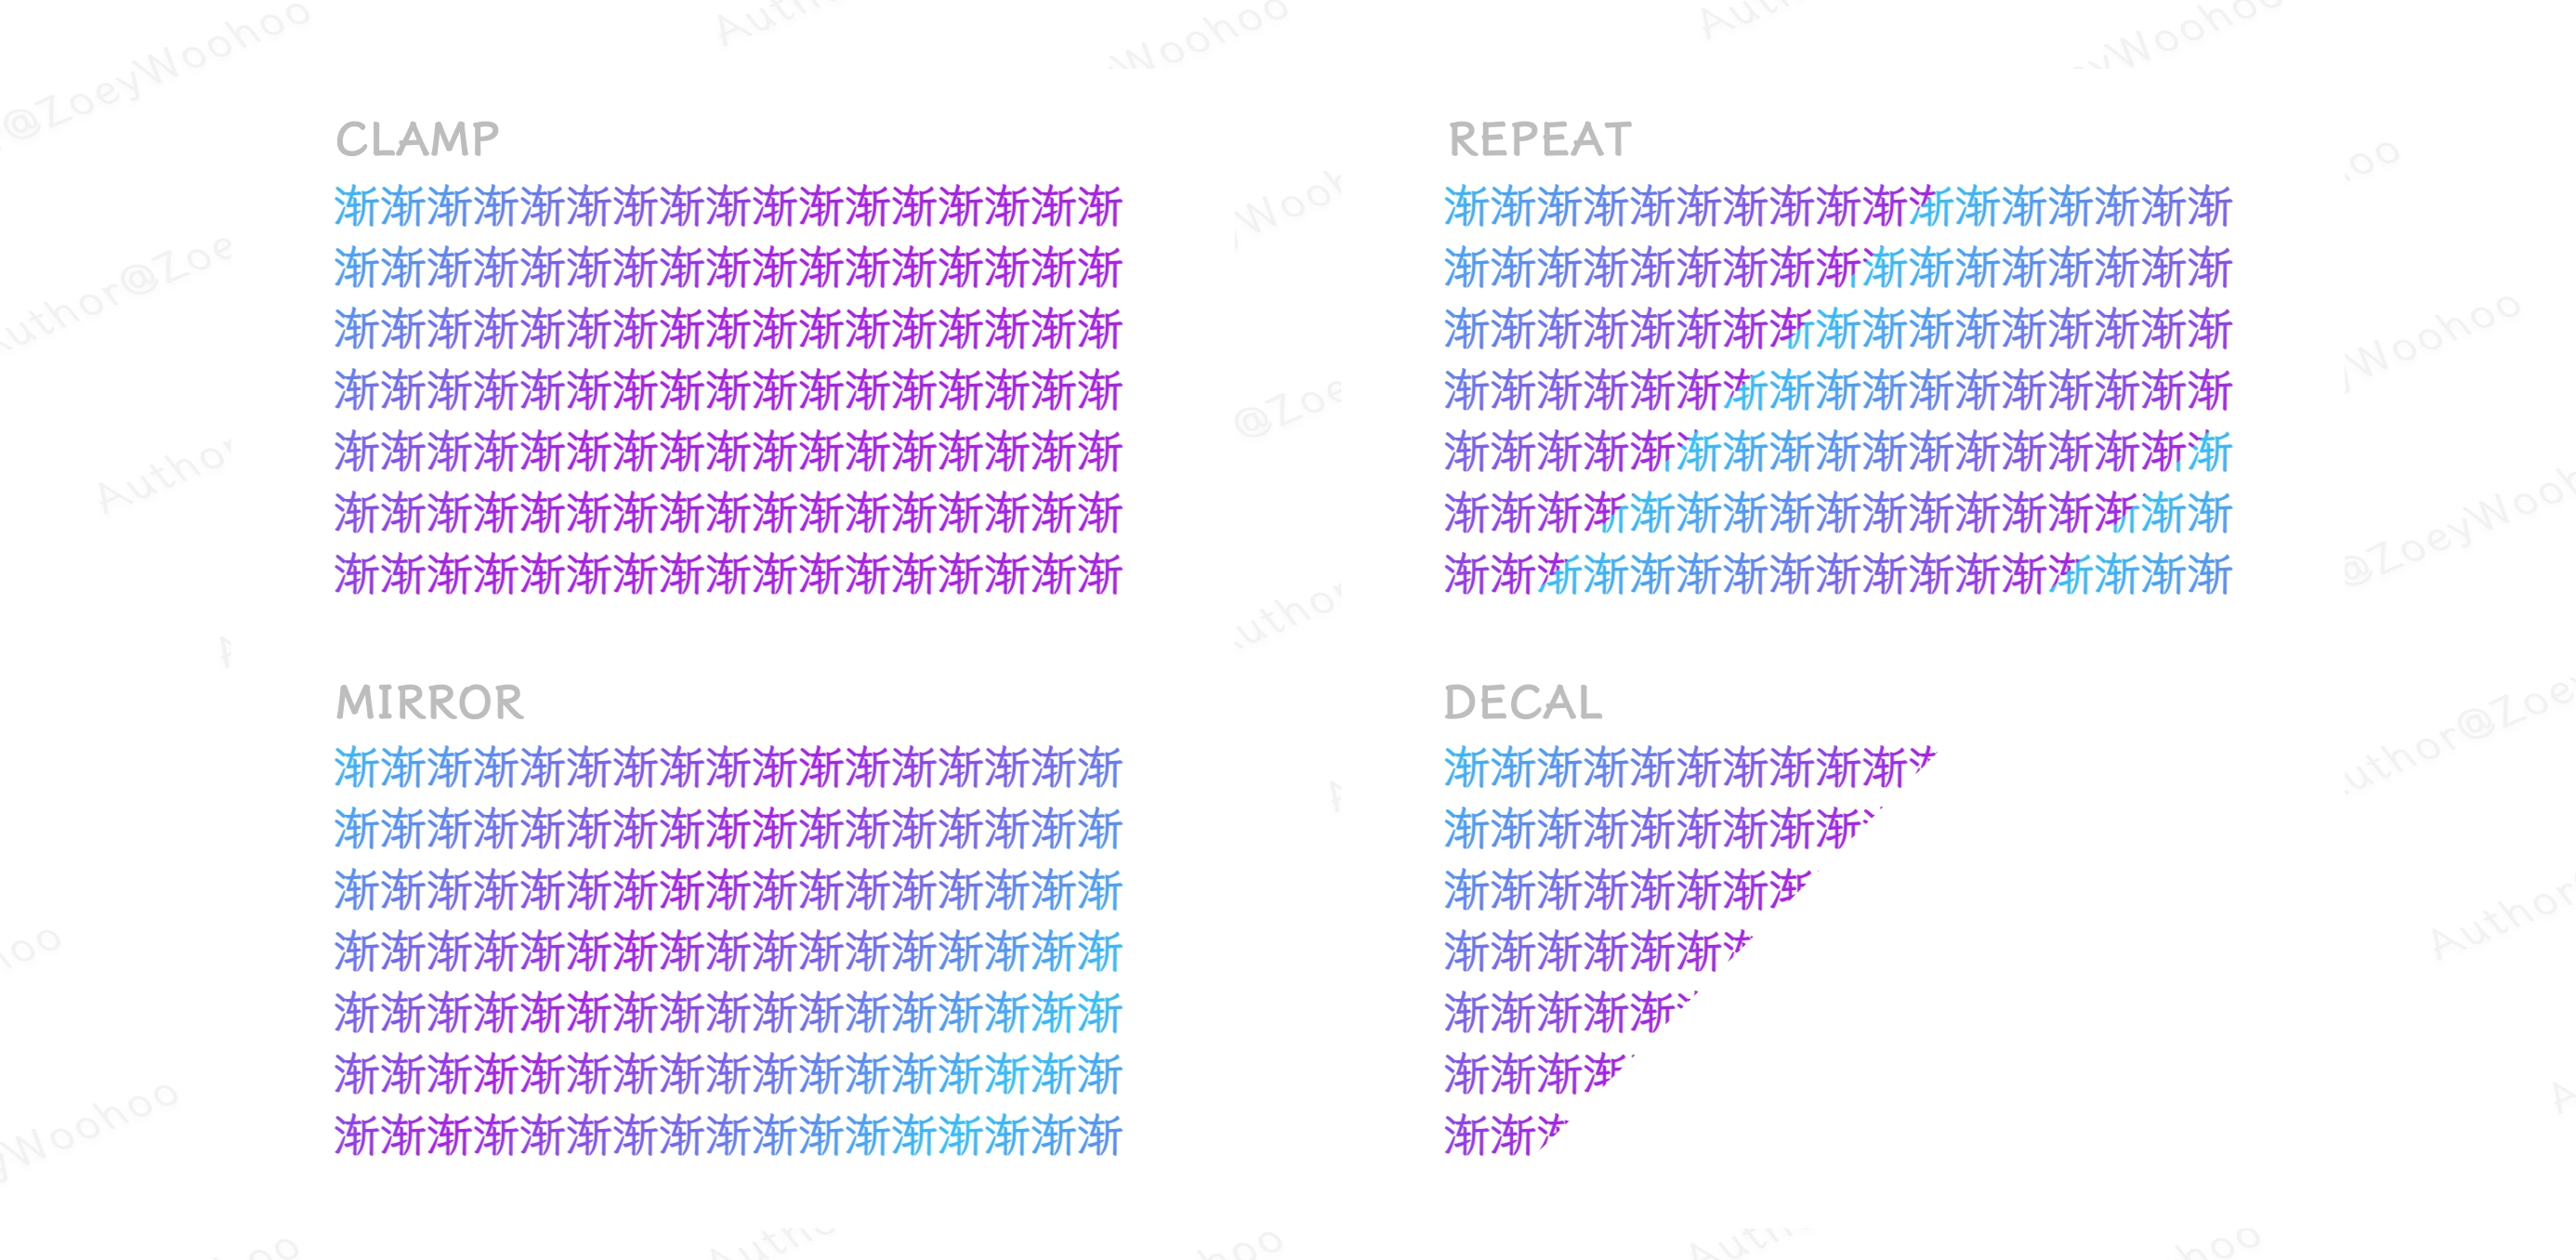 @ZoeyWoohoo
Woohoo
Author@Zoe
Author
CLAMP
渐渐渐渐渐渐渐渐渐渐渐渐渐渐渐渐渐
渐渐渐渐渐渐渐渐渐渐渐渐渐渐渐渐渐
渐渐渐渐渐渐渐渐渐渐渐渐渐渐渐渐渐
渐渐渐渐渐渐渐渐渐渐渐渐渐渐渐渐渐
渐渐渐渐渐渐渐渐渐渐渐渐渐渐渐渐渐
渐渐渐渐渐渐渐渐渐渐渐渐渐渐渐渐渐
渐渐渐渐渐渐渐渐渐渐渐渐渐渐渐渐渐
REPEAT
渐渐渐渐渐渐渐渐渐渐渐渐渐渐渐渐渐
渐渐渐渐渐渐渐渐渐渐渐渐渐渐渐渐渐
渐渐渐渐渐渐渐渐渐渐渐渐渐渐渐渐渐
渐渐渐渐渐渐渐渐渐渐渐渐渐渐渐渐渐
渐渐渐渐渐渐渐渐渐渐渐渐渐渐渐渐渐
渐渐渐渐渐渐渐渐渐渐渐渐渐渐渐渐渐
渐渐渐渐渐渐渐渐渐渐渐渐渐渐渐渐渐
MIRROR
渐渐渐渐渐渐渐渐渐渐渐渐渐渐渐渐渐
渐渐渐渐渐渐渐渐渐渐渐渐渐渐渐渐渐
渐渐渐渐渐渐渐渐渐渐渐渐渐渐渐渐渐
渐渐渐渐渐渐渐渐渐渐渐渐渐渐渐渐渐
渐渐渐渐渐渐渐渐渐渐渐渐渐渐渐渐渐
渐渐渐渐渐渐渐渐渐渐渐渐渐渐渐渐渐
渐渐渐渐渐渐渐渐渐渐渐渐渐渐渐渐渐
DECAL
渐渐渐渐渐渐渐渐渐渐
渐渐渐渐渐渐渐渐渐
渐渐渐渐渐渐渐渐
渐渐渐渐渐渐
渐渐渐渐渐
渐渐渐渐
渐渐
@ZoeyWooh
Author